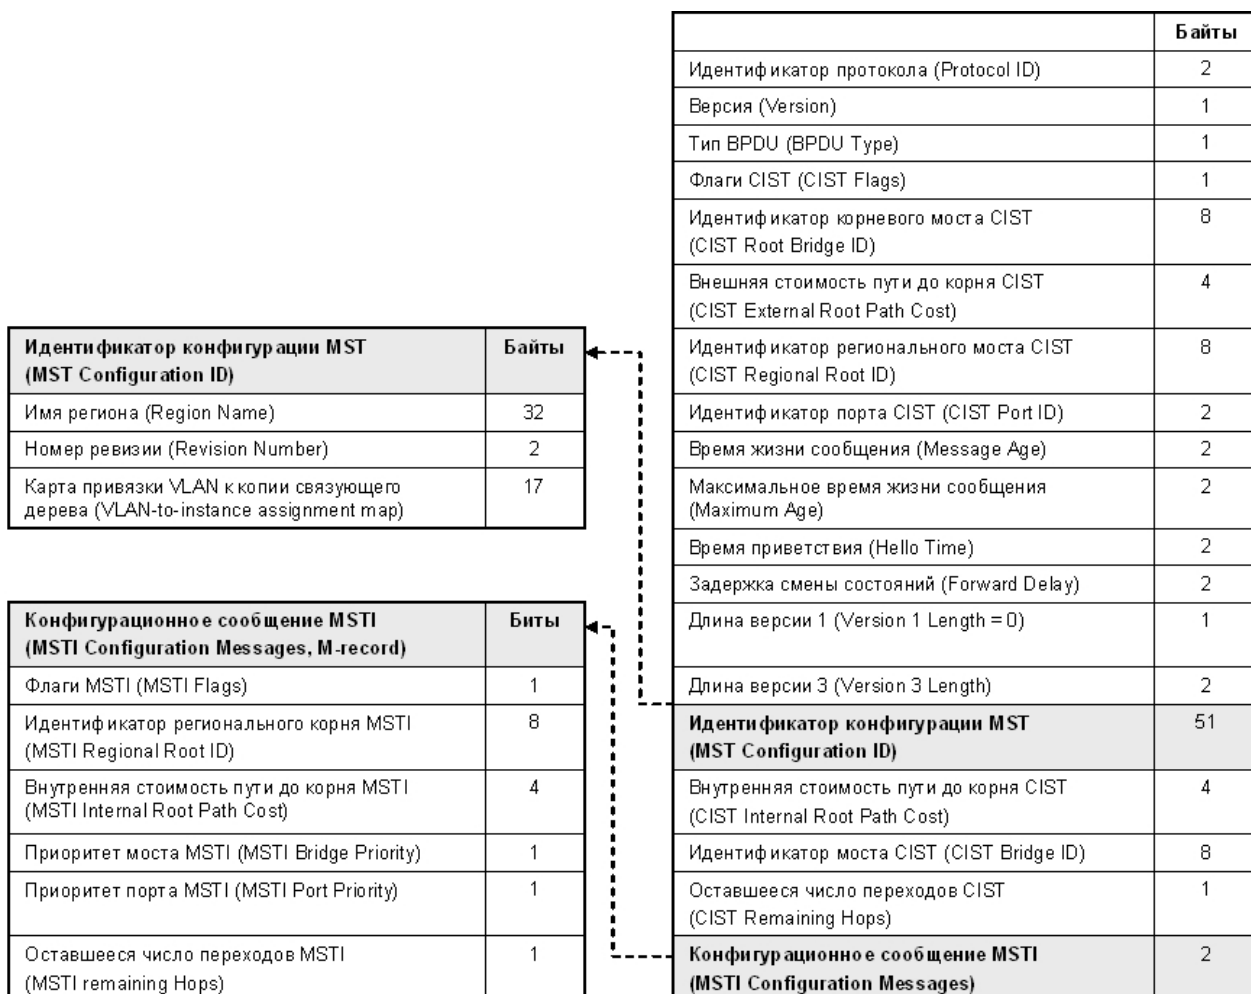 Байты
Идентификатор протокола (Protocol ID) 2
Версия (Version) 1
Тип BPDU (BPDU Type) 1
Флаги CIST (CIST Flags) 1
Идентификатор корневого моста CIST 8
(CIST Root Bridge ID)
Внешняя стоимость пути до корня CIST 4
(CIST External Root Path Cost)
Идентификатор регионального моста CIST 8
(CIST Regional Root ID)
Идентификатор порта CIST (CIST Port ID) 2
Время жизни сообщения (Message Age) 2
Максимальное время жизни сообщения 2
(Maximum Age)
Время приветствия (Hello Time) 2
Задержка смены состояний (Forward Delay) 2
Длина версии 1 (Version 1 Length = 0) 1
Длина версии 3 (Version 3 Length) 2
Идентификатор конфигурации MST 51
(MST Configuration ID)
Внутренняя стоимость пути до корня CIST 4
(CIST Internal Root Path Cost)
Идентификатор моста CIST (CIST Bridge ID) 8
Оставшееся число переходов CIST 1
(CIST Remaining Hops)
Конфигурационное сообщение MSTI 2
(MSTI Configuration Messages)
Идентификатор конфигурации MST Байты
(MST Configuration ID)
Имя региона (Region Name) 32
Номер ревизии (Revision Number) 2
Карта привязки VLAN к копии связующего 17
дерева (VLAN-to-instance assignment map)
Конфигурационное сообщение MSTI Биты
(MSTI Configuration Messages, M-record)
Флаги MSTI (MSTI Flags) 1
Идентификатор регионального корня MSTI 8
(MSTI Regional Root ID)
Внутренняя стоимость пути до корня MSTI 4
(MSTI Internal Root Path Cost)
Приоритет моста MSTI (MSTI Bridge Priority) 1
Приоритет порта MSTI (MSTI Port Priority) 1
Оставшееся число переходов MSTI 1
(MSTI remaining Hops)